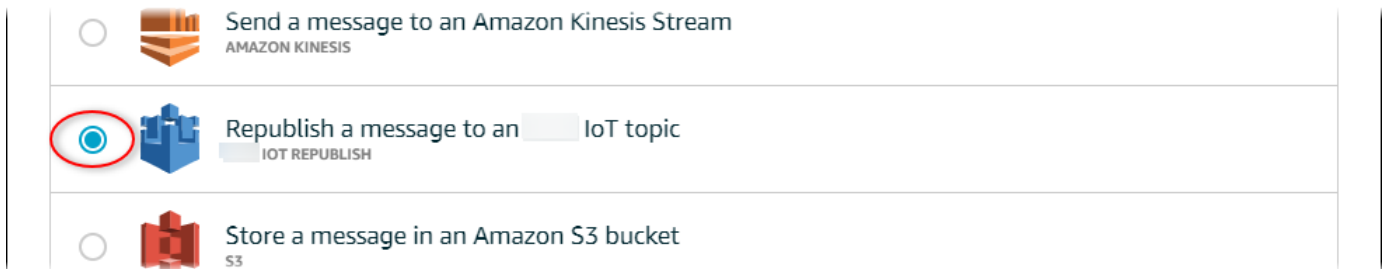 Send a message to an Amazon Kinesis Stream
AMAZON KINESIS
Republish a message to an IoT topic
IOT REPUBLISH
Store a message in an Amazon S3 bucket
S3